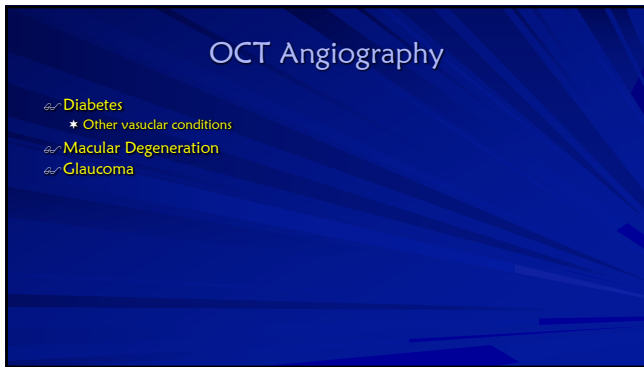 OCT Angiography
Diabetes
Other vasuclar conditions
Macular Degeneration
Glaucoma